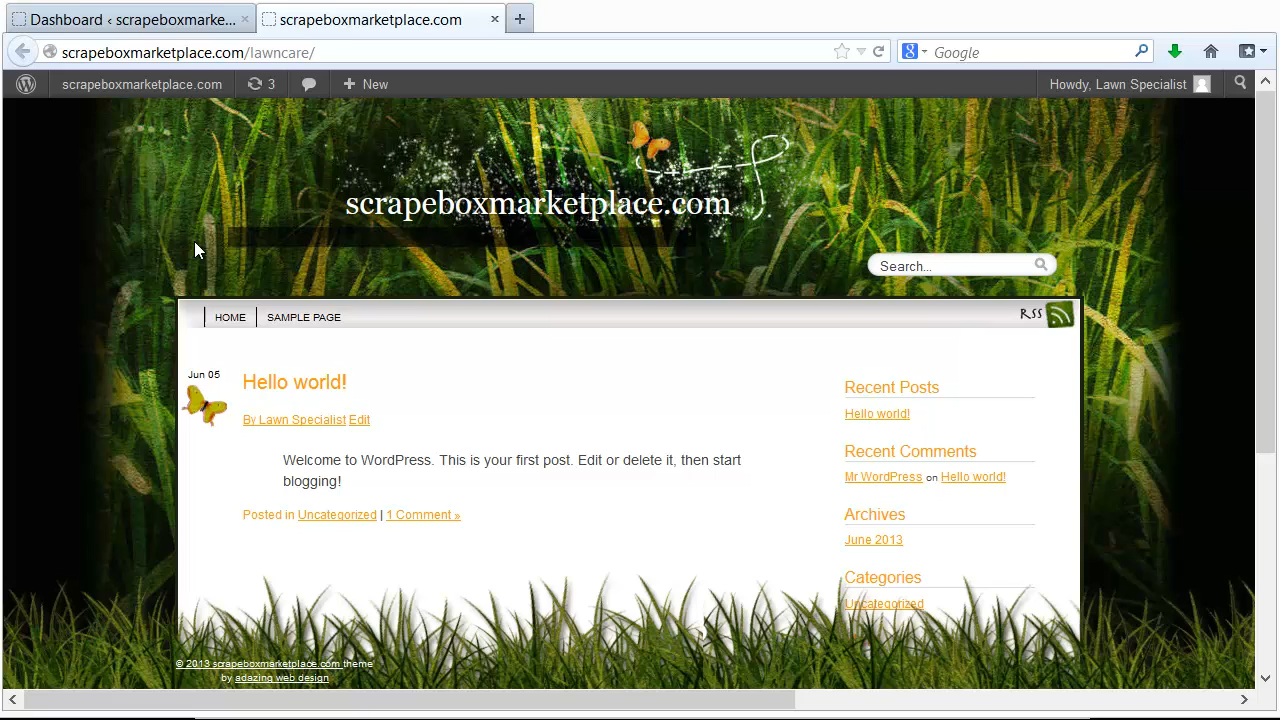 Dashboard ‹ scrapeboxmarke...
scrapeboxmarketplace.com
scrapeboxmarketplace.com/lawncare/
Google
scrapeboxmarketplace.com 3 New
Howdy, Lawn Specialist
scrapeboxmarketplace.com
Search...
HOME SAMPLE PAGE
RSS
Jun 05
Hello world!
By Lawn Specialist Edit
Welcome to WordPress. This is your first post. Edit or delete it, then start
blogging!
Posted in Uncategorized | 1 Comment »
Recent Posts
Hello world!
Recent Comments
Mr WordPress on Hello world!
Archives
June 2013
Categories
Uncategorized
© 2013 scrapeboxmarketplace.com theme
by adazing web design